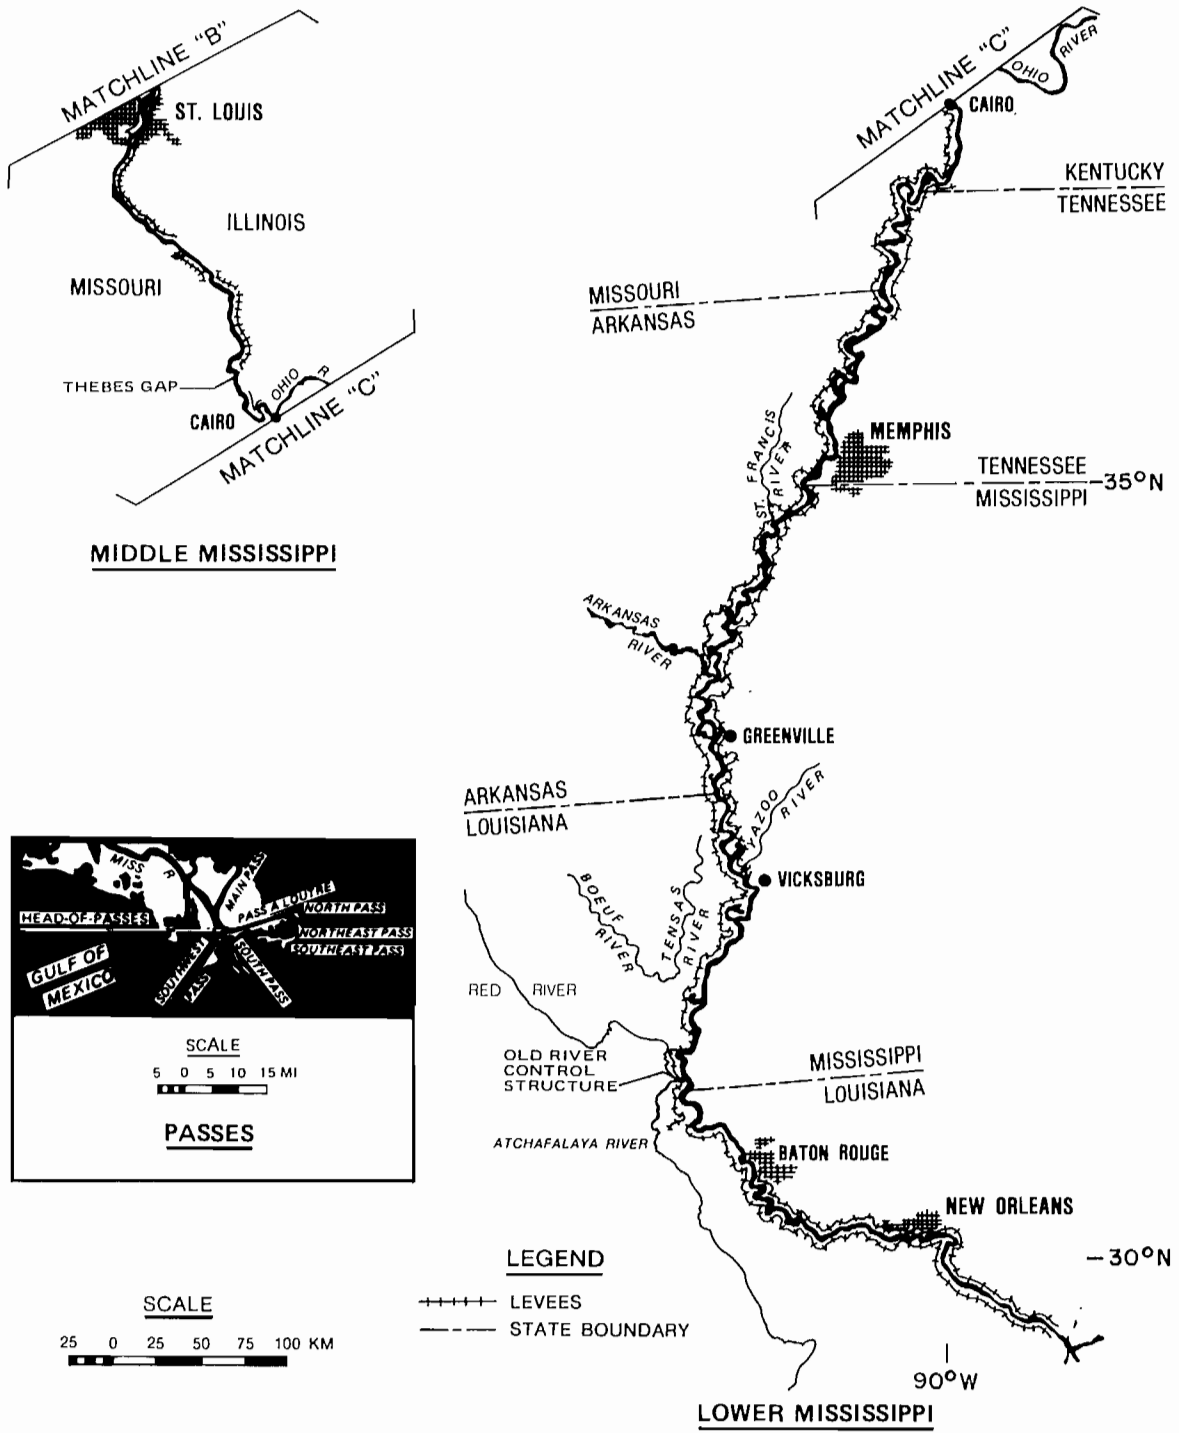 MATCHLINE "B"
ST. LOUIS
ILLINOIS
MISSOURI
THEBES GAP
OHIO R
CAIRO
MATCHLINE "C"
MIDDLE MISSISSIPPI
MATCHLINE "C"
OHIO RIVER
CAIRO
KENTUCKY
TENNESSEE
MISSOURI
ARKANSAS
ST. FRANCIS
RIVER
MEMPHIS
TENNESSEE
MISSISSIPPI
35°N
ARKANSAS
RIVER
GREENVILLE
ARKANSAS
LOUISIANA
YAZOO
RIVER
VICKSBURG
BOEUF
RIVER
TENSAS
RIVER
RED RIVER
OLD RIVER
CONTROL
STRUCTURE
MISSISSIPPI
LOUISIANA
ATCHAFALAYA RIVER
BATON ROUGE
NEW ORLEANS
30°N
90°W
LOWER MISSISSIPPI
MISS R
MAIN PASS
PASS A LOUTRE
NORTH PASS
HEAD-OF-PASSES
NORTHEAST PASS
SOUTHEAST PASS
GULF OF
MEXICO
SOUTHWEST
PASS
SOUTH PASS
SCALE
5 0 5 10 15 MI
PASSES
LEGEND
LEVEES
STATE BOUNDARY
SCALE
25 0 25 50 75 100 KM